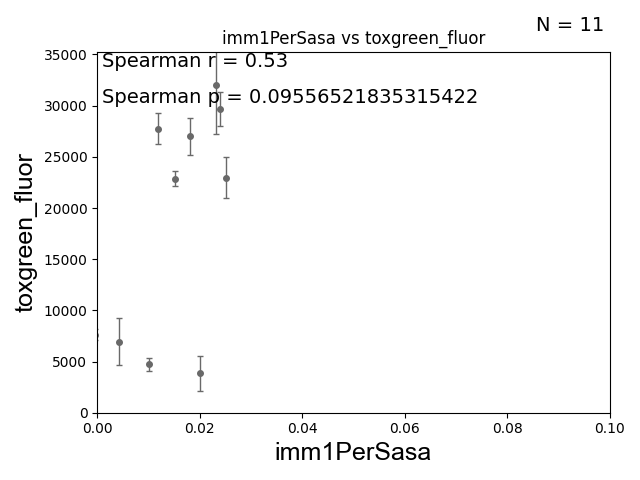 N = 11
imm1PerSasa vs toxgreen_fluor
Spearman r = 0.53
Spearman p = 0.09556521835315422
toxgreen_fluor
35000
30000
25000
20000
15000
10000
5000
0
0.00 0.02 0.04 0.06 0.08 0.10
imm1PerSasa